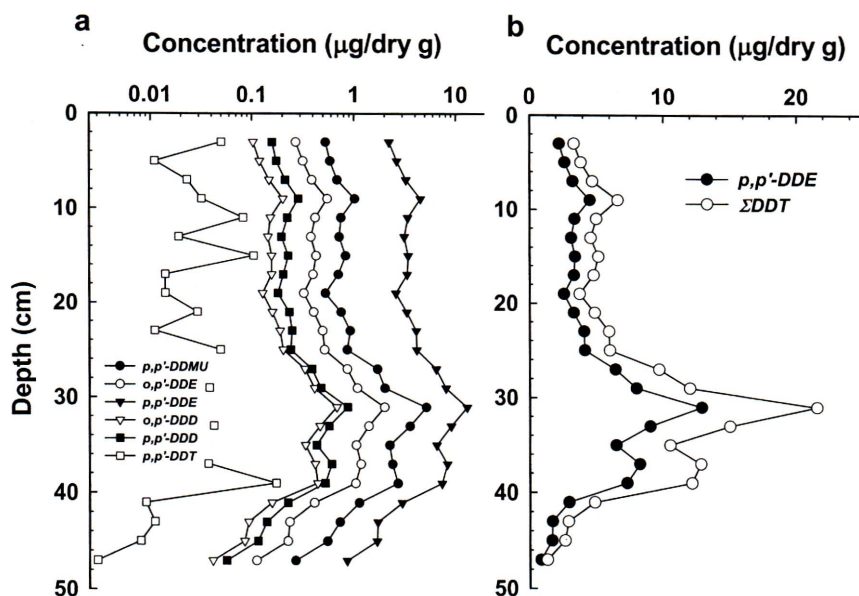 a
Concentration (µg/dry g)
0.01 0.1 1 10
0
10
20
30
40
50
Depth (cm)
p,p'-DDMU
o,p'-DDE
p,p'-DDE
o,p'-DDD
p,p'-DDD
p,p'-DDT
b
Concentration (µg/dry g)
0 10 20
0
10
20
30
40
50
p,p'-DDE
ΣDDT